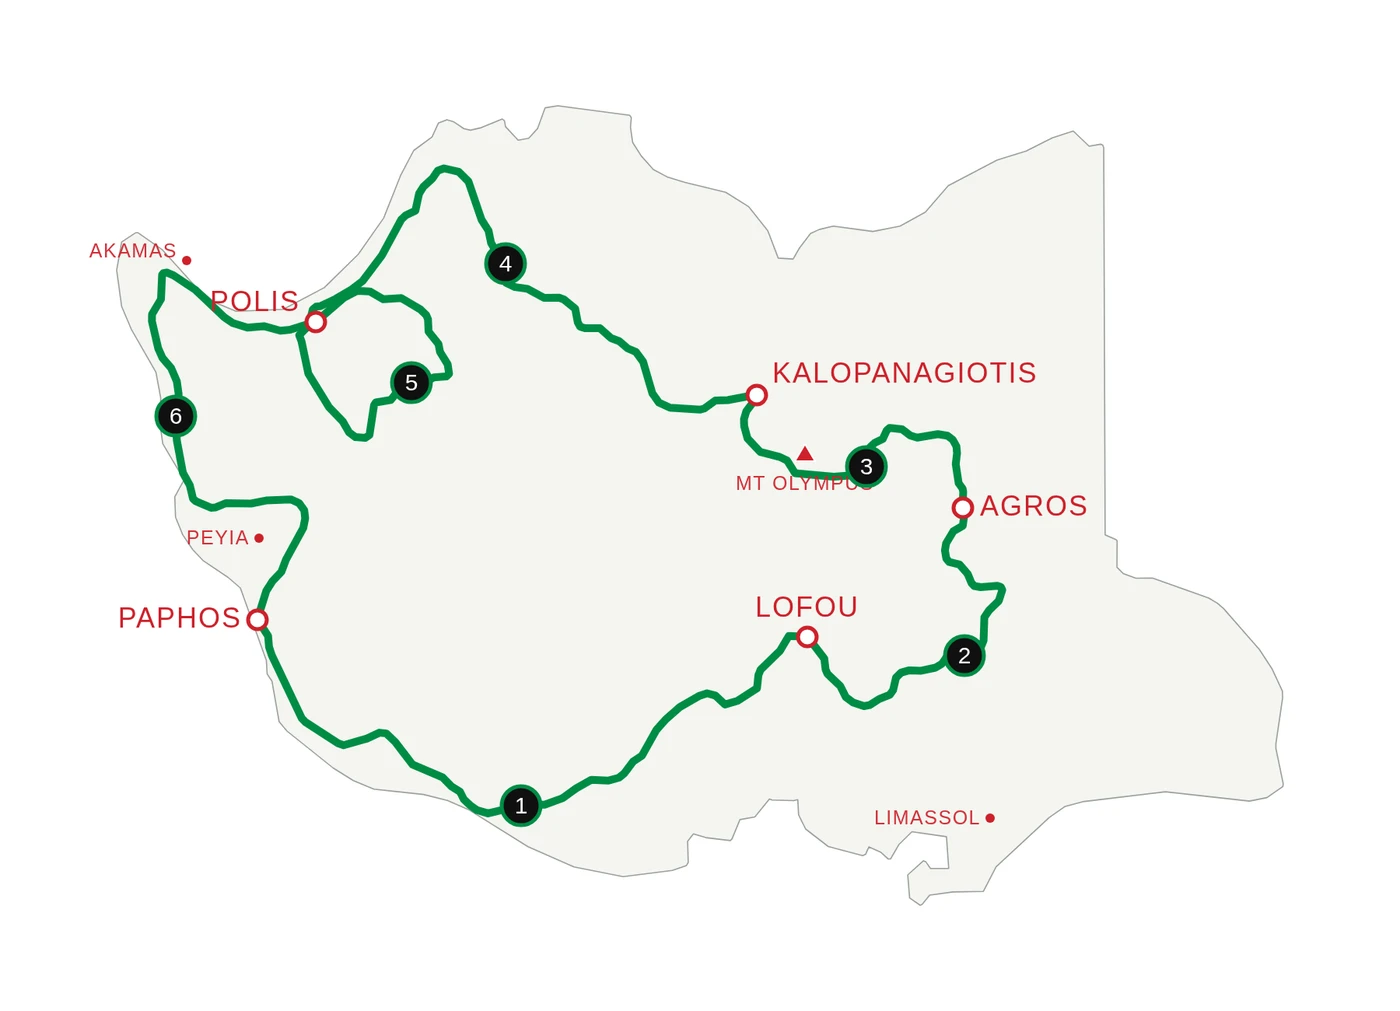 4
AKAMAS
POLIS
KALOPANAGIOTIS
5
6
3
MT OLYMPUS
AGROS
PEYIA
LOFOU
PAPHOS
2
1
LIMASSOL